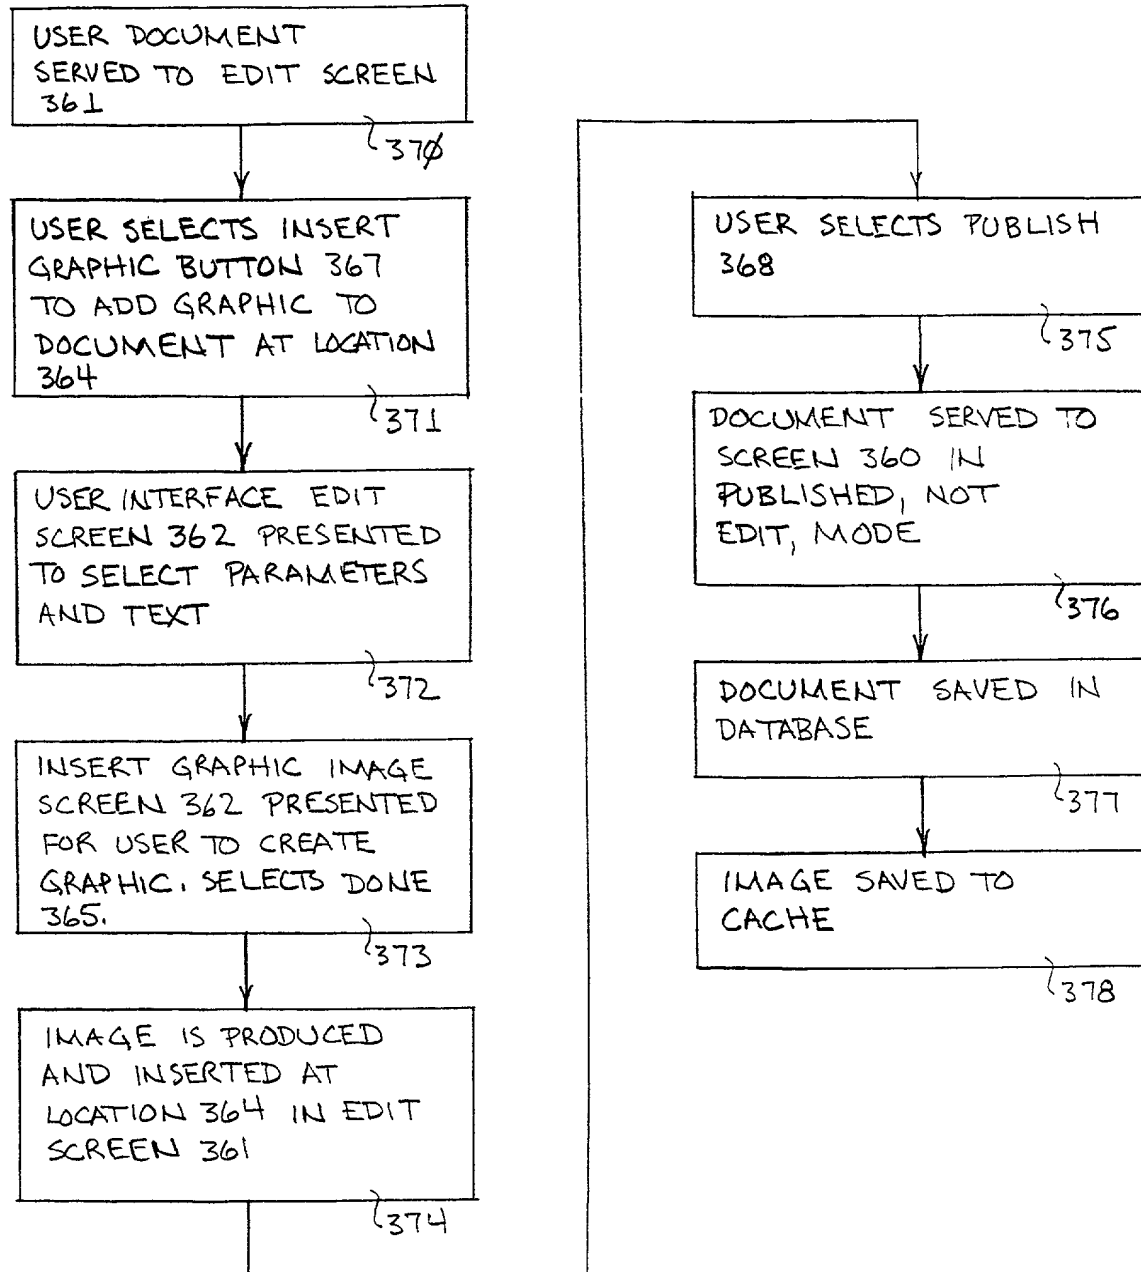 USER DOCUMENT
SERVED TO EDIT SCREEN
361
370
USER SELECTS INSERT
GRAPHIC BUTTON 367
TO ADD GRAPHIC TO
DOCUMENT AT LOCATION
364
371
USER INTERFACE EDIT
SCREEN 362 PRESENTED
TO SELECT PARAMETERS
AND TEXT
372
INSERT GRAPHIC IMAGE
SCREEN 362 PRESENTED
FOR USER TO CREATE
GRAPHIC. SELECTS DONE
365.
373
IMAGE IS PRODUCED
AND INSERTED AT
LOCATION 364 IN EDIT
SCREEN 361
374
USER SELECTS PUBLISH
368
375
DOCUMENT SERVED TO
SCREEN 360 IN
PUBLISHED, NOT
EDIT, MODE
376
DOCUMENT SAVED IN
DATABASE
377
IMAGE SAVED TO
CACHE
378